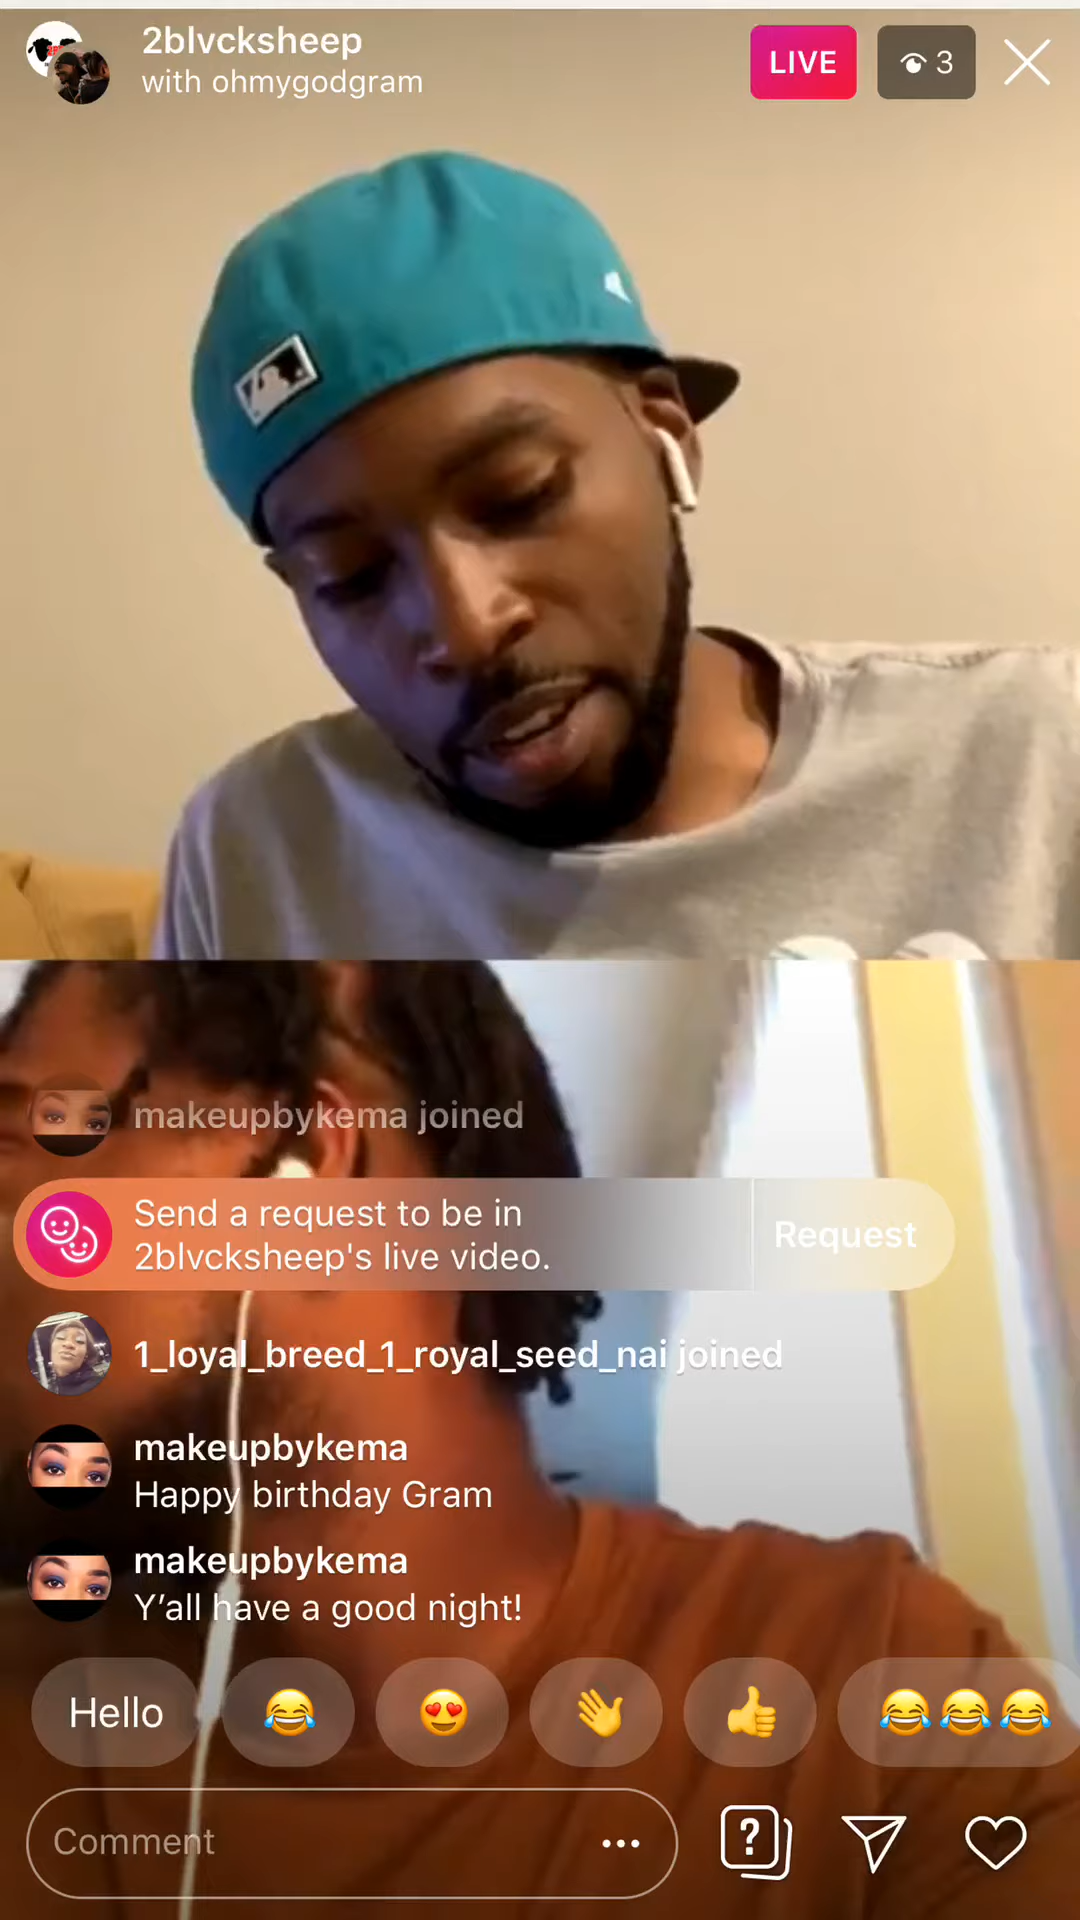 2blvcksheep
with ohmygodgram
LIVE
3
makeupbykema joined
Send a request to be in
2blvcksheep's live video.
Request
1_loyal_breed_1_royal_seed_nai joined
makeupbykema
Happy birthday Gram
makeupbykema
Y’all have a good night!
Hello 😂 😍 👋 👍 😂😂😂
Comment